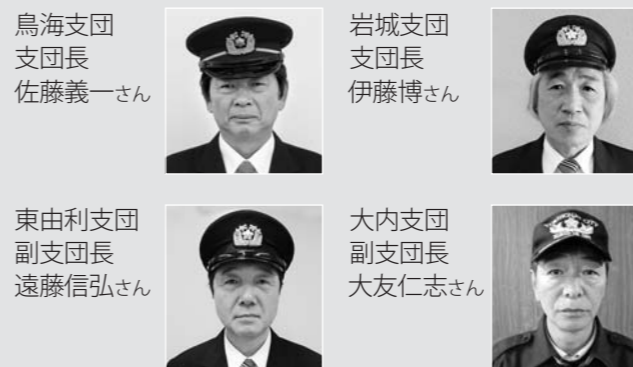 鳥海支団
支団長
佐藤義一さん
岩城支団
支団長
伊藤博さん
東由利支団
副支団長
遠藤信弘さん
大内支団
副支団長
大友仁志さん